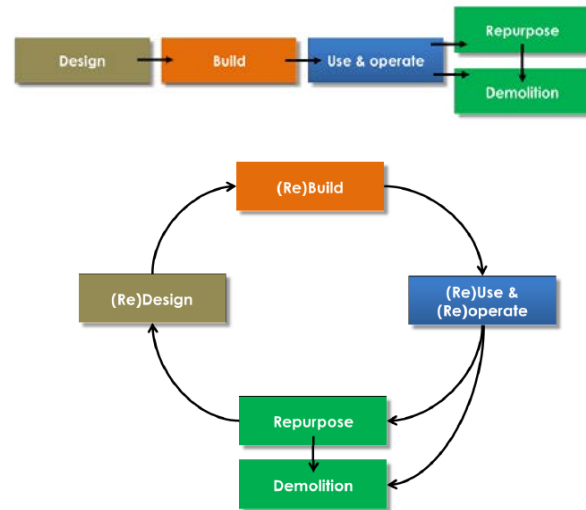 Design
Build
Use & operate
Repurpose
Demolition
(Re)Build
(Re)Design
(Re)Use &
(Re)operate
Repurpose
Demolition